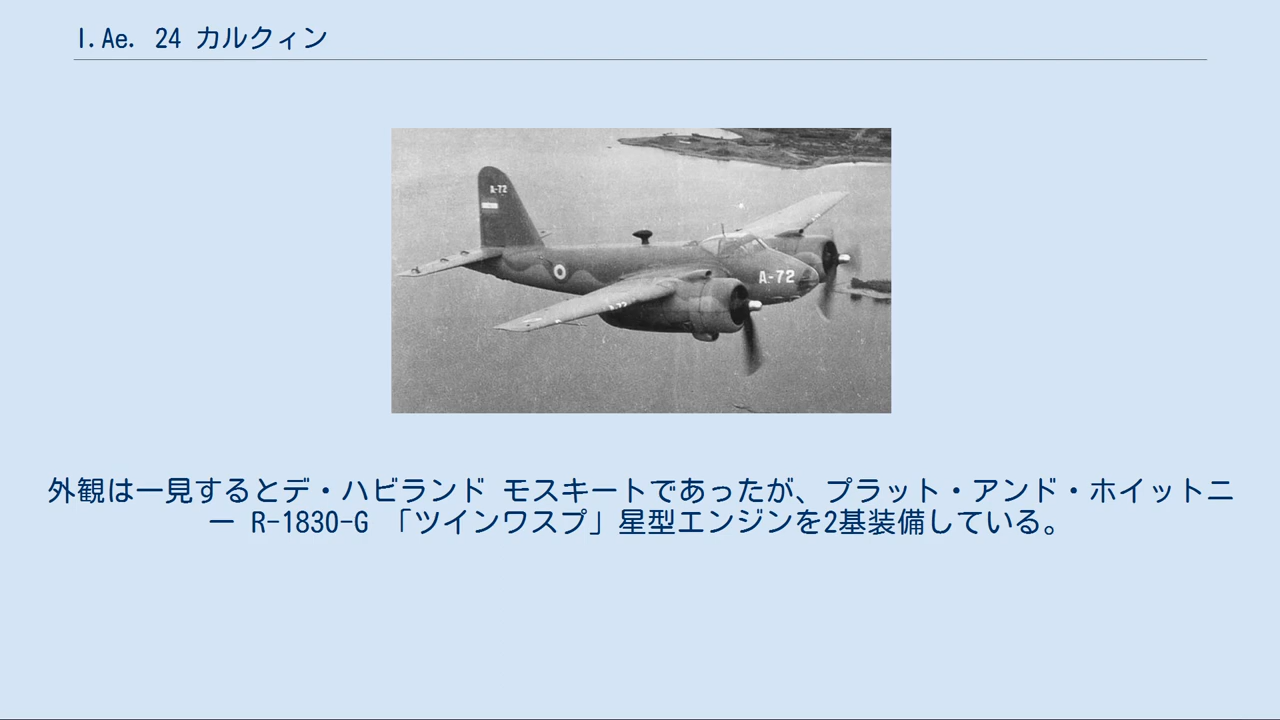 I.Ae. 24 カルクィン
A-72
A-72
外観は一見するとデ・ハビランド モスキートであったが、プラット・アンド・ホイットニ
ー R-1830-G 「ツインワスプ」星型エンジンを2基装備している。